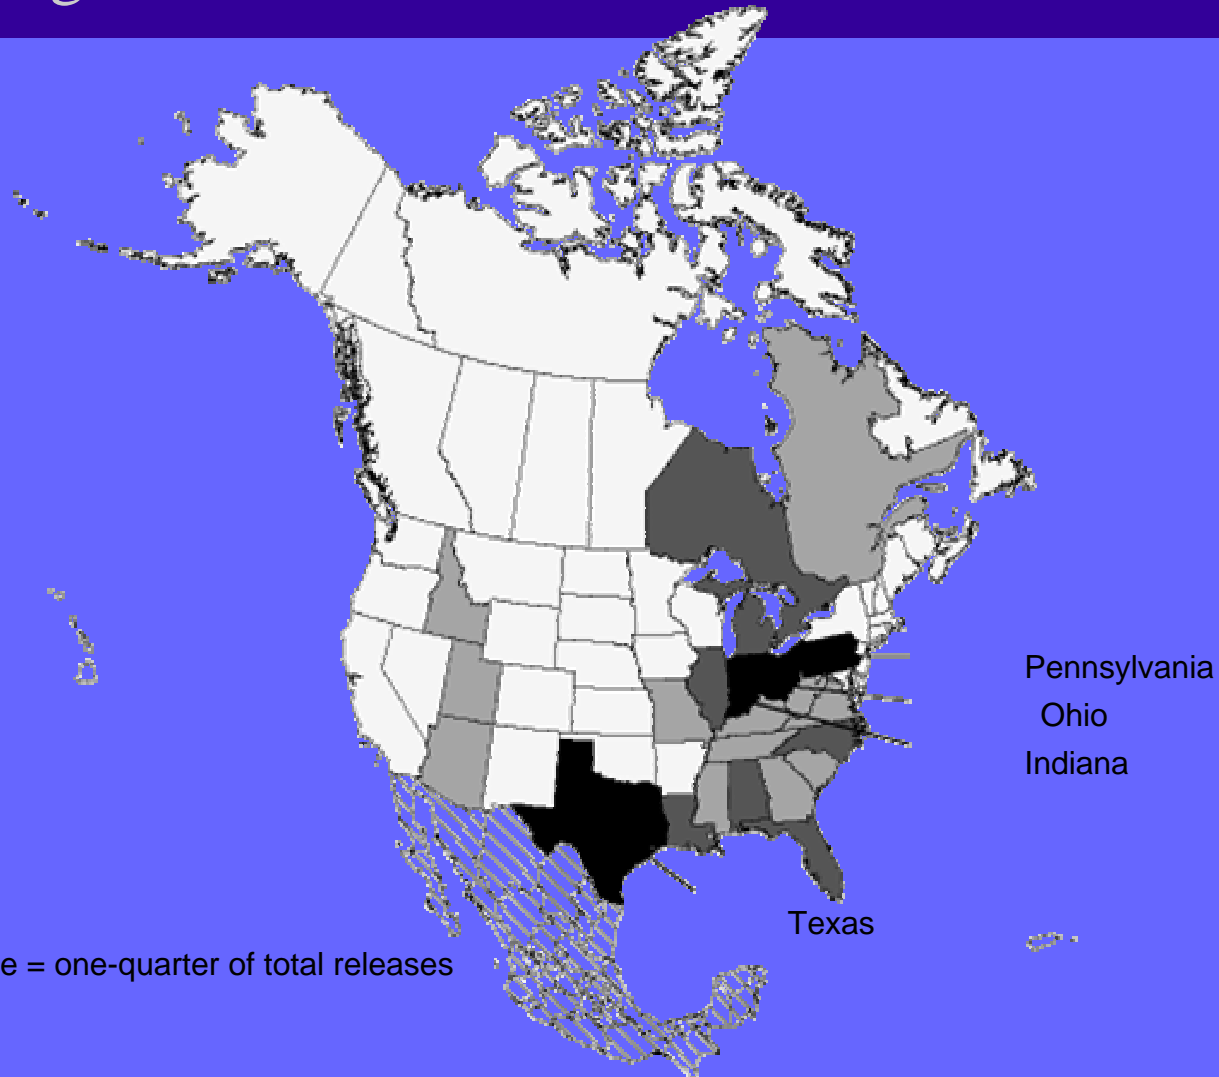 Pennsylvania
Ohio
Indiana
Texas
= one-quarter of total releases